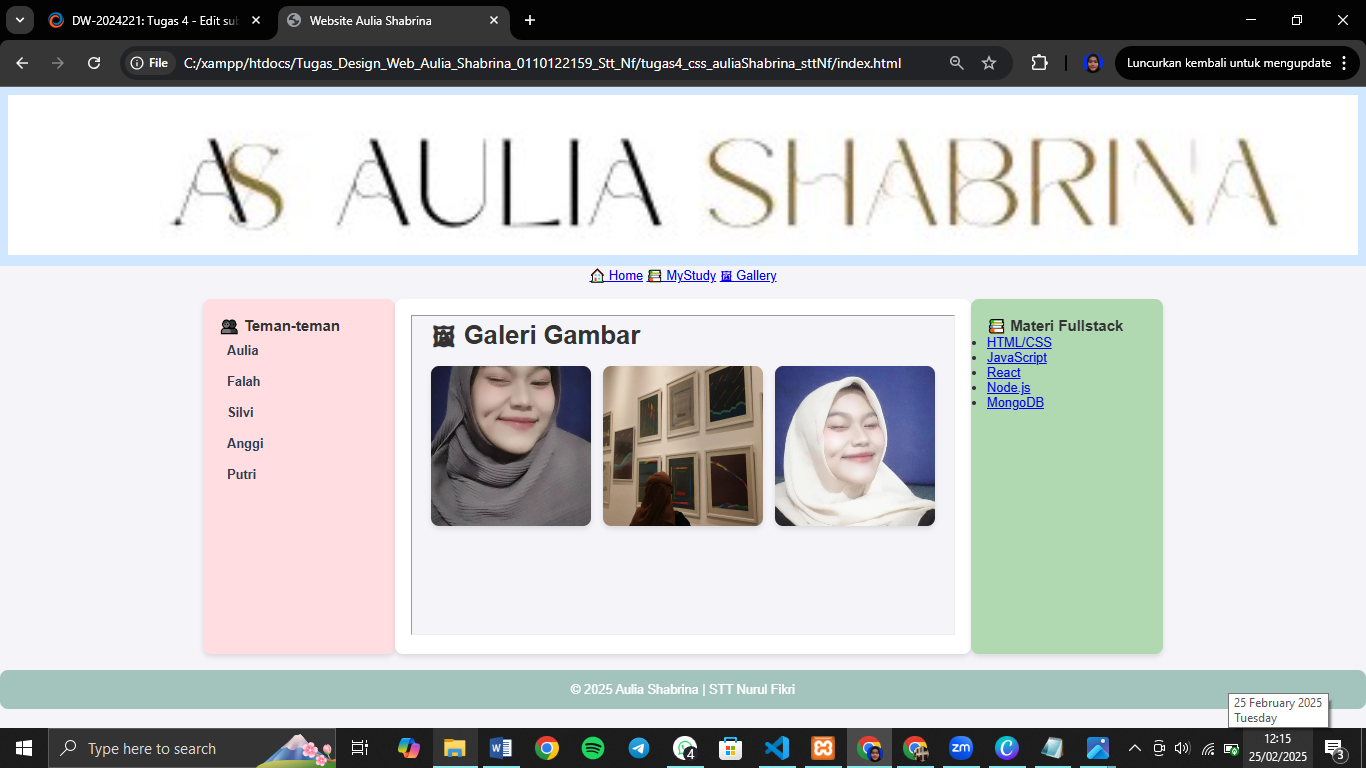 DW-2024221: Tugas 4 - Edit sub
Website Aulia Shabrina
File
C:/xampp/htdocs/Tugas_Design_Web_Aulia_Shabrina_0110122159_Stt_Nf/tugas4_css_auliaShabrina_sttNf/index.html
Luncurkan kembali untuk mengupdate
AS AULIA SHABRINA
Home MyStudy Gallery
Teman-teman
Aulia
Falah
Silvi
Anggi
Putri
Galeri Gambar
Materi Fullstack
HTML/CSS
JavaScript
React
Node.js
MongoDB
© 2025 Aulia Shabrina | STT Nurul Fikri
25 February 2025
Tuesday
Type here to search
4
zm
12:15
25/02/2025
3